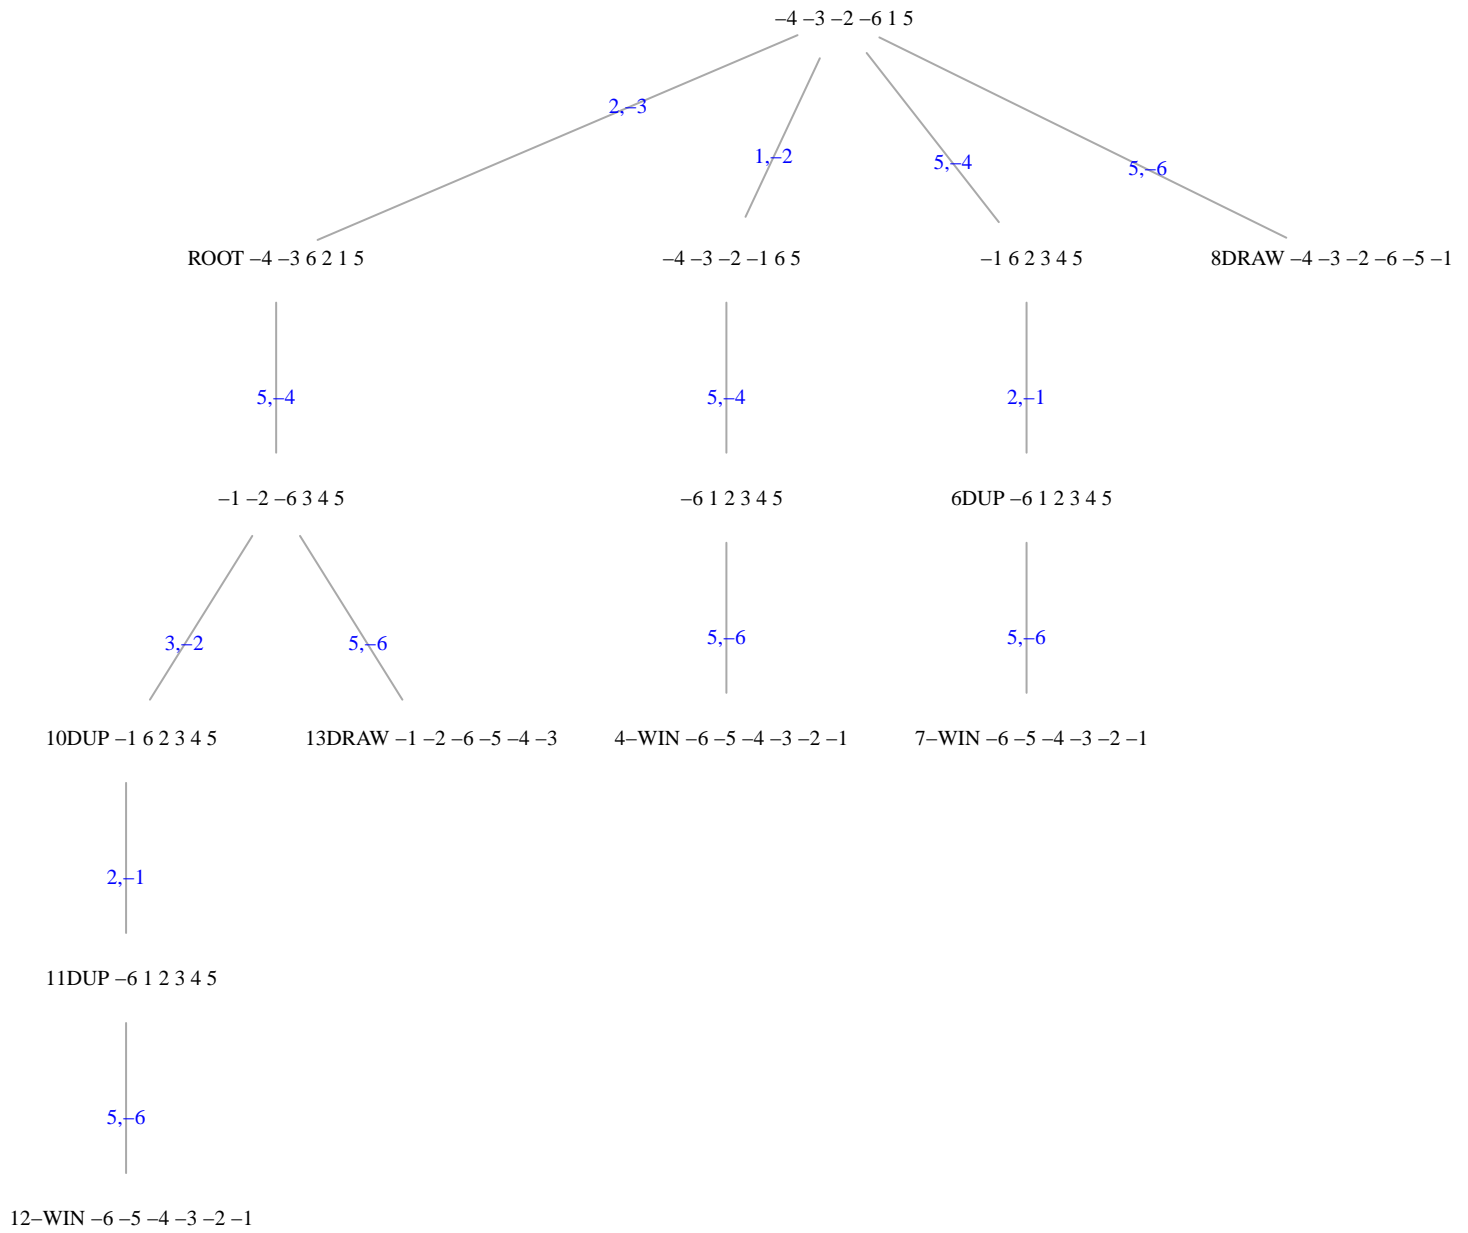 −4 −3 −2 −6 1 5
2,−3
1,−2
5,−4
5,−6
ROOT −4 −3 6 2 1 5
−4 −3 −2 −1 6 5
−1 6 2 3 4 5
8DRAW −4 −3 −2 −6 −5 −1
5,−4
5,−4
2,−1
−1 −2 −6 3 4 5
−6 1 2 3 4 5
6DUP −6 1 2 3 4 5
3,−2
5,−6
5,−6
5,−6
10DUP −1 6 2 3 4 5
13DRAW −1 −2 −6 −5 −4 −3
4−WIN −6 −5 −4 −3 −2 −1
7−WIN −6 −5 −4 −3 −2 −1
2,−1
11DUP −6 1 2 3 4 5
5,−6
12−WIN −6 −5 −4 −3 −2 −1